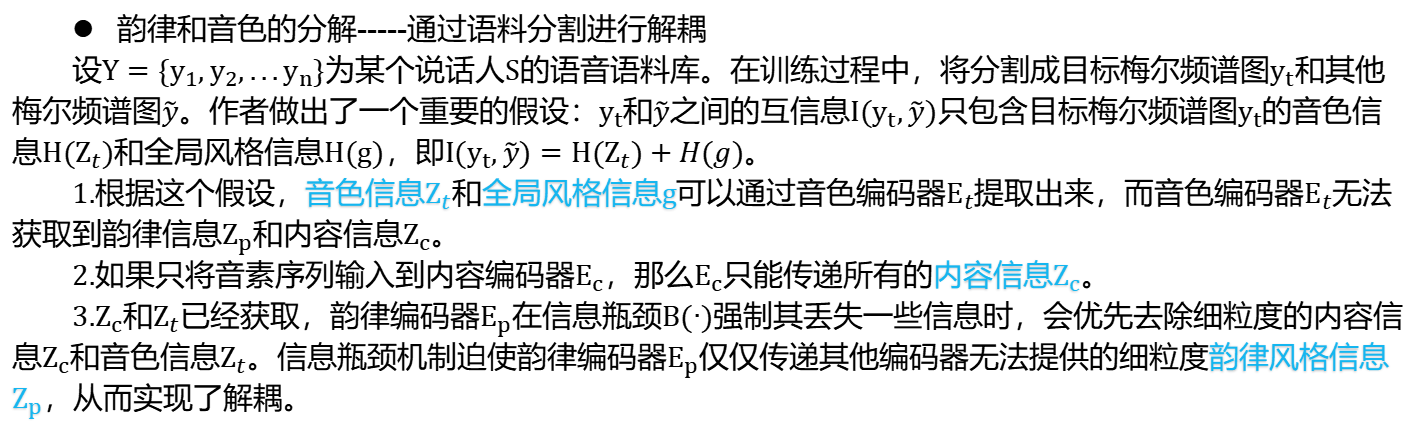 ● 韵律和音色的分解-----通过语料分割进行解耦
设Y = {y₁, y₂, … yₙ}为某个说话人S的语音语料库。在训练过程中，将分割成目标梅尔频谱图yₜ和其他
梅尔频谱图ỹ。作者做出了一个重要的假设：yₜ和ỹ之间的互信息I(yₜ, ỹ)只包含目标梅尔频谱图yₜ的音色信
息H(Zₜ)和全局风格信息H(g)，即I(yₜ, ỹ) = H(Zₜ) + H(g)。
1.根据这个假设，音色信息Zₜ和全局风格信息g可以通过音色编码器Eₜ提取出来，而音色编码器Eₜ无法
获取到韵律信息Zₚ和内容信息Z_c。
2.如果只将音素序列输入到内容编码器E_c，那么E_c只能传递所有的内容信息Z_c。
3.Z_c和Zₜ已经获取，韵律编码器Eₚ在信息瓶颈B(·)强制其丢失一些信息时，会优先去除细粒度的内容信
息Z_c和音色信息Zₜ。信息瓶颈机制迫使韵律编码器Eₚ仅仅传递其他编码器无法提供的细粒度韵律风格信息
Zₚ，从而实现了解耦。